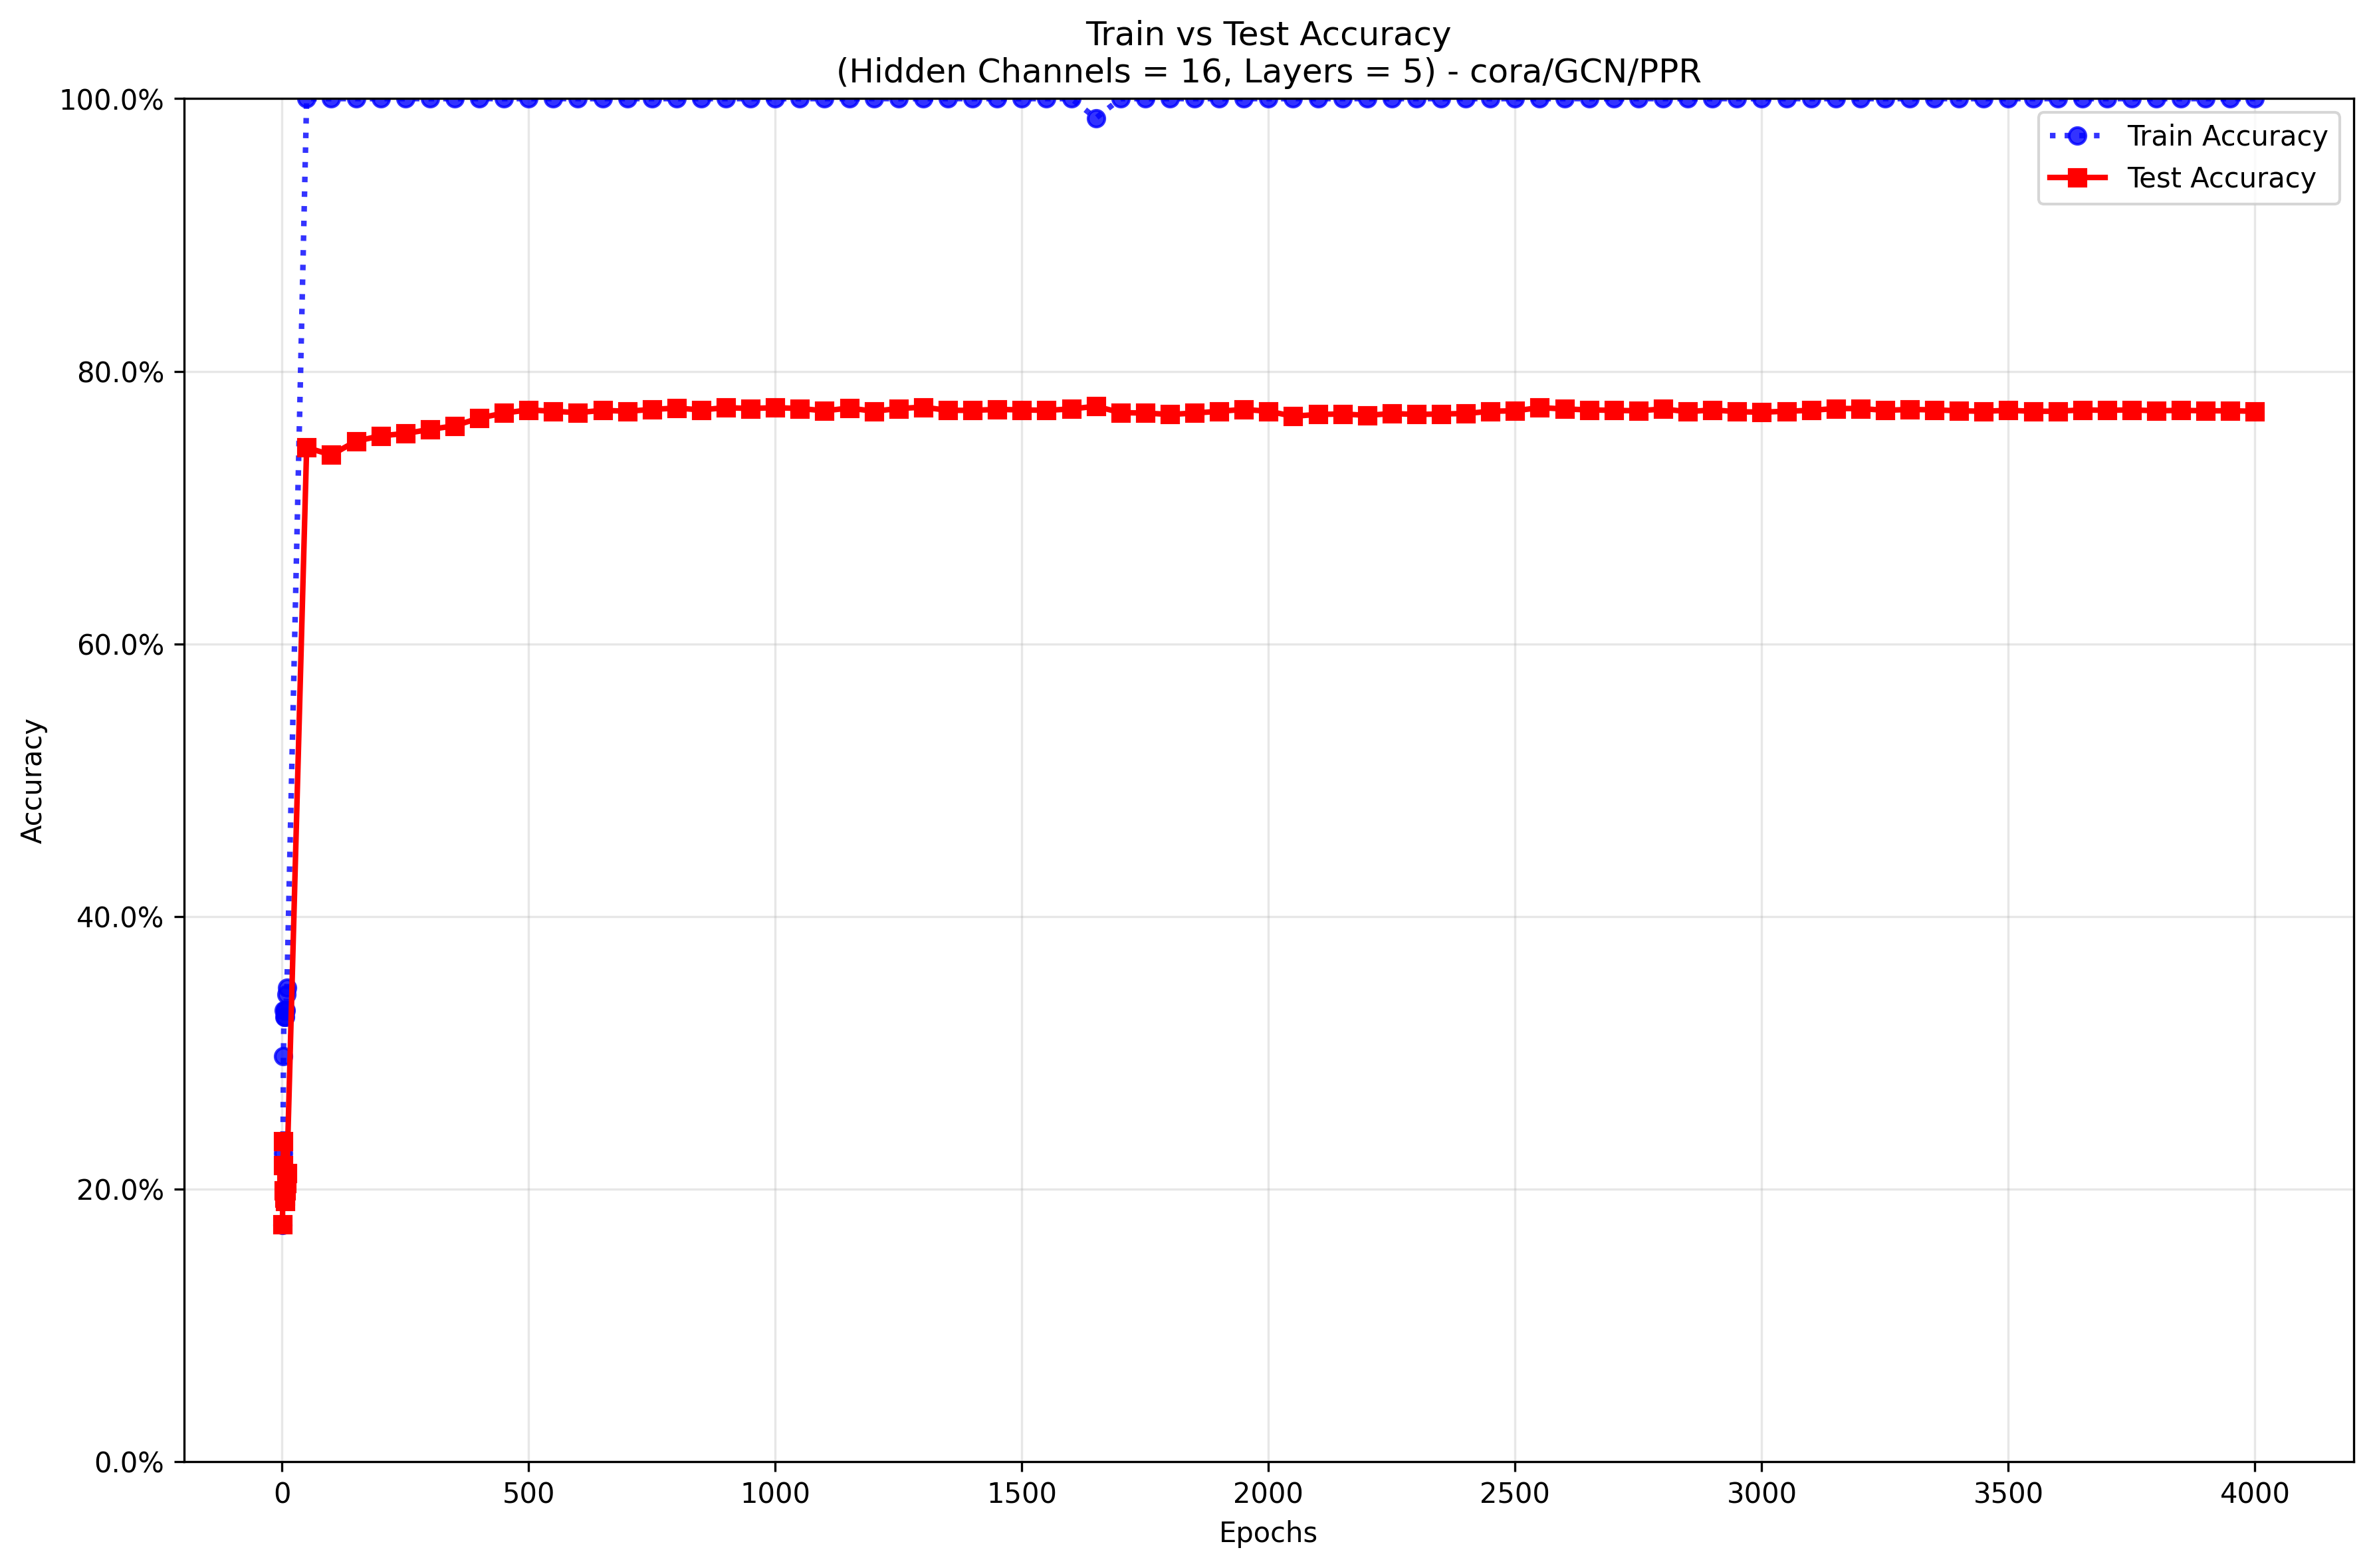 Train vs Test Accuracy
(Hidden Channels = 16, Layers = 5) - cora/GCN/PPR
100.0%
80.0%
60.0%
40.0%
20.0%
0.0%
Accuracy
Train Accuracy
Test Accuracy
0 500 1000 1500 2000 2500 3000 3500 4000
Epochs